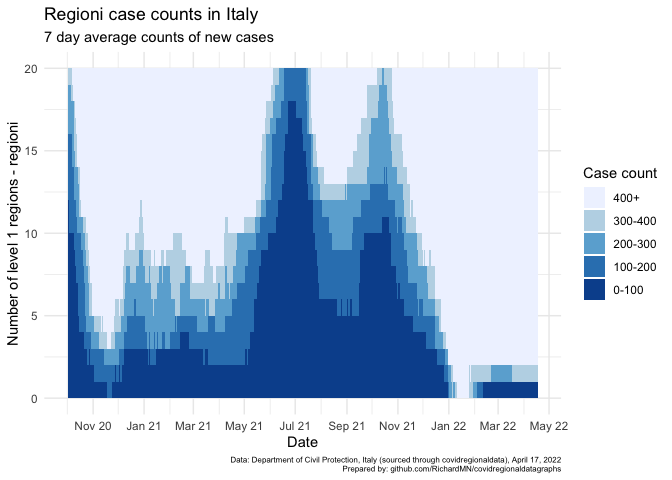 Regioni case counts in Italy
7 day average counts of new cases
Number of level 1 regions - regioni
20
15
10
5
0
Nov 20 Jan 21 Mar 21 May 21 Jul 21 Sep 21 Nov 21 Jan 22 Mar 22 May 22
Date
Case count
400+
300-400
200-300
100-200
0-100
Data: Department of Civil Protection, Italy (sourced through covidregionaldata), April 17, 2022
Prepared by: github.com/RichardMN/covidregionaldatagraphs